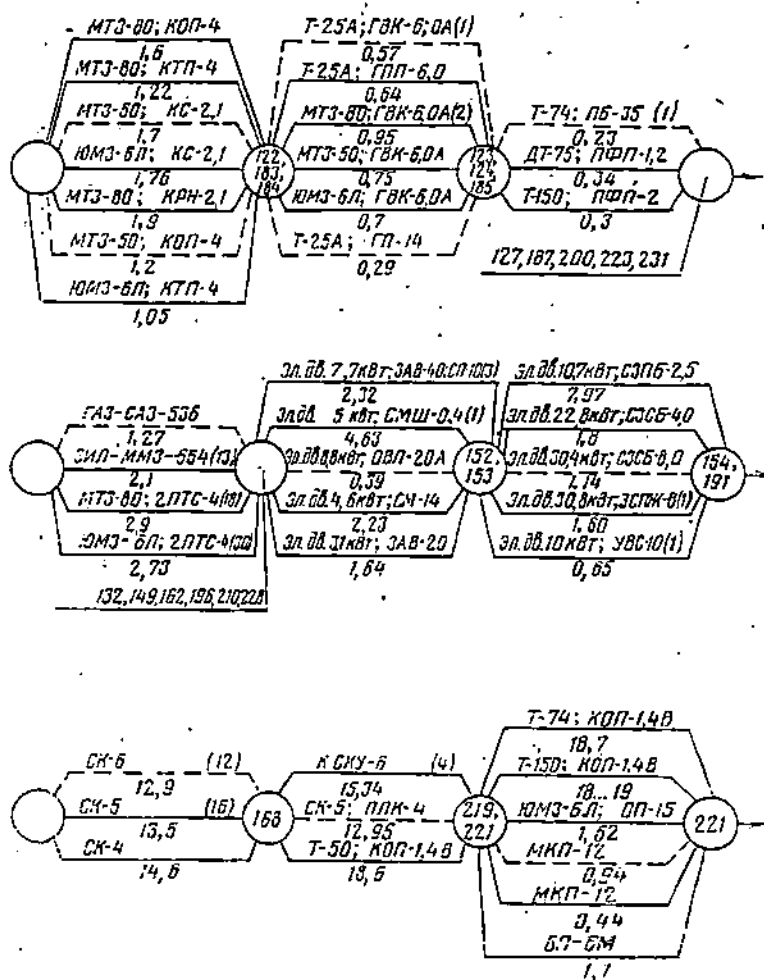 МТЗ-80; КОП-4
1,6
МТЗ-80; КТП-4
1,22
МТЗ-50; КС-2,1
1,7
ЮМЗ-6Л; КС-2,1
1,76
МТЗ-80; КРН-2,1
1,9
МТЗ-50; КОП-4
1,2
ЮМЗ-6Л; КТП-4
1,05
122,
183,
184
Т-25А; ГВК-6,0А(1)
0,57
Т-25А; ГПП-6,0
0,64
МТЗ-80; ГВК-6,0А(2)
0,95
МТЗ-50; ГВК-6,0А
0,75
ЮМЗ-6Л; ГВК-6,0А
0,7
Т-25А; ГП-14
0,29
123,
124,
185
Т-74; ПБ-35 (1)
0,23
ДТ-75; ПФП-1,2
0,34
Т-150; ПФП-2
0,3
127,187,200,223,231
ГАЗ-САЗ-53Б
1,27
ЗИЛ-ММЗ-554(13)
2,1
МТЗ-80; 2ПТС-4(18)
2,9
ЮМЗ-6Л; 2ПТС-4(30)
2,73
132,149,162,196,210,228
Эл.дв. 7,7кВт; ЗАВ-40;СП10(3)
2,32
Эл.дв. 5 кВт; СМШ-0,4(1)
4,63
Эл.дв.8,8кВт; ОВП-20А
0,39
Эл.дв.4,6кВт; СЧ-14
2,23
Эл.дв.31кВт; ЗАВ-20
1,64
152,
153
Эл.дв.10,7кВт; СЗПБ-2,5
7,97
Эл.дв.22,8кВт; СЗСБ-4,0
1,8
Эл.дв.30,4кВт; СЗСБ-8,0
1,14
Эл.дв.30,8кВт; ЗСПЖ-8(1)
1,60
Эл.дв.10кВт; УВС-10(1)
0,65
154,
191
СК-6 (12)
12,9
СК-5 (16)
13,5
СК-4
14,6
168
КСКУ-6 (4)
15,34
СК-5; ППК-4
12,95
Т-50; КОП-1,4В
13,6
219,
221
Т-74; КОП-1,4В
18,7
Т-150; КОП-1,4В
18...19
ЮМЗ-6Л; ОП-15
1,62
МКП-12
0,94
МКП-12
0,44
1,7
221